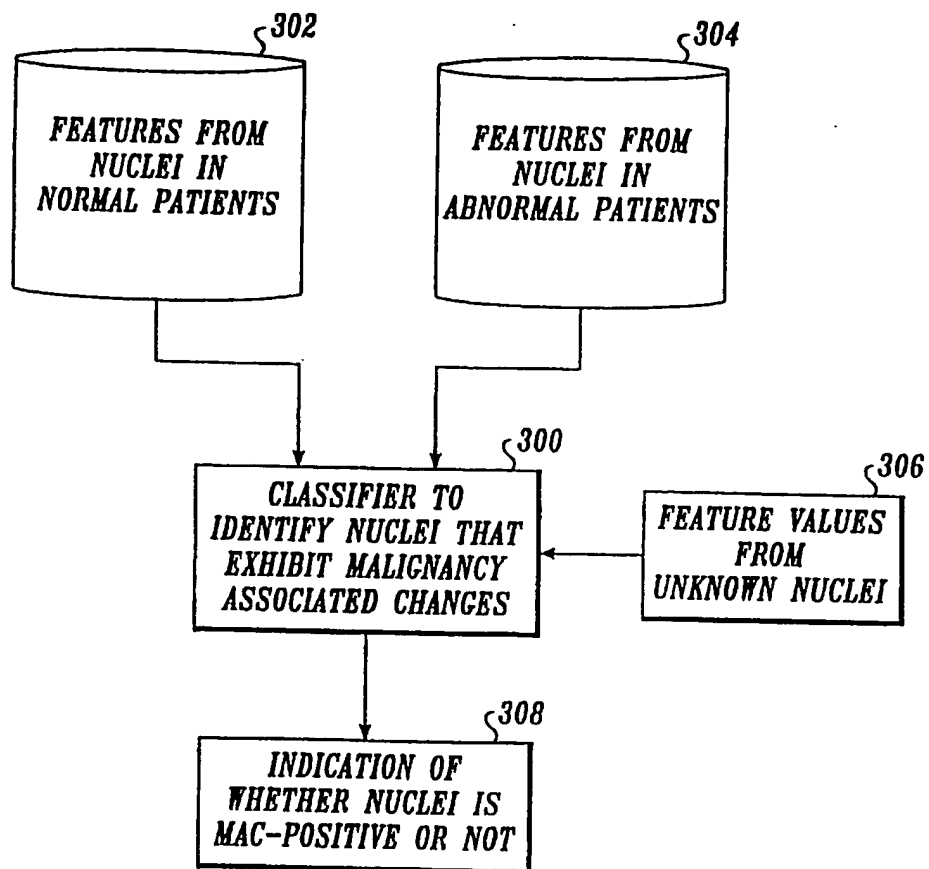 302
FEATURES FROM
NUCLEI IN
NORMAL PATIENTS
304
FEATURES FROM
NUCLEI IN
ABNORMAL PATIENTS
300
CLASSIFIER TO
IDENTIFY NUCLEI THAT
EXHIBIT MALIGNANCY
ASSOCIATED CHANGES
306
FEATURE VALUES
FROM
UNKNOWN NUCLEI
308
INDICATION OF
WHETHER NUCLEI IS
MAC-POSITIVE OR NOT